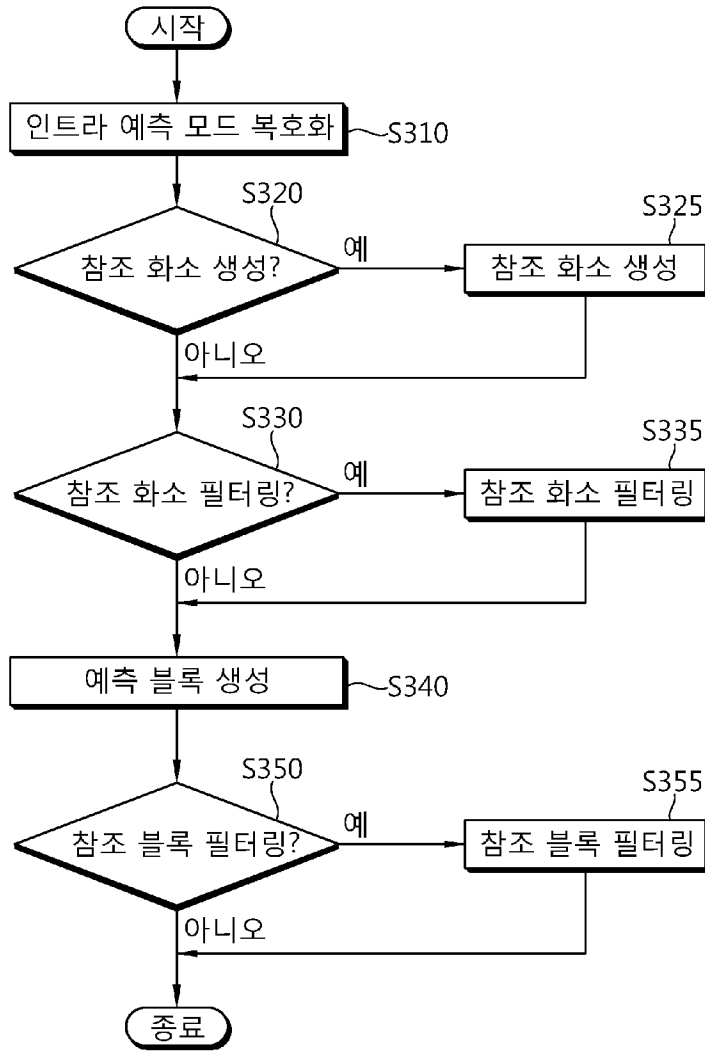 시작
인트라 예측 모드 복호화
S310
S320
참조 화소 생성?
예
S325
참조 화소 생성
아니오
S330
참조 화소 필터링?
예
S335
참조 화소 필터링
아니오
예측 블록 생성
S340
S350
참조 블록 필터링?
예
S355
참조 블록 필터링
아니오
종료